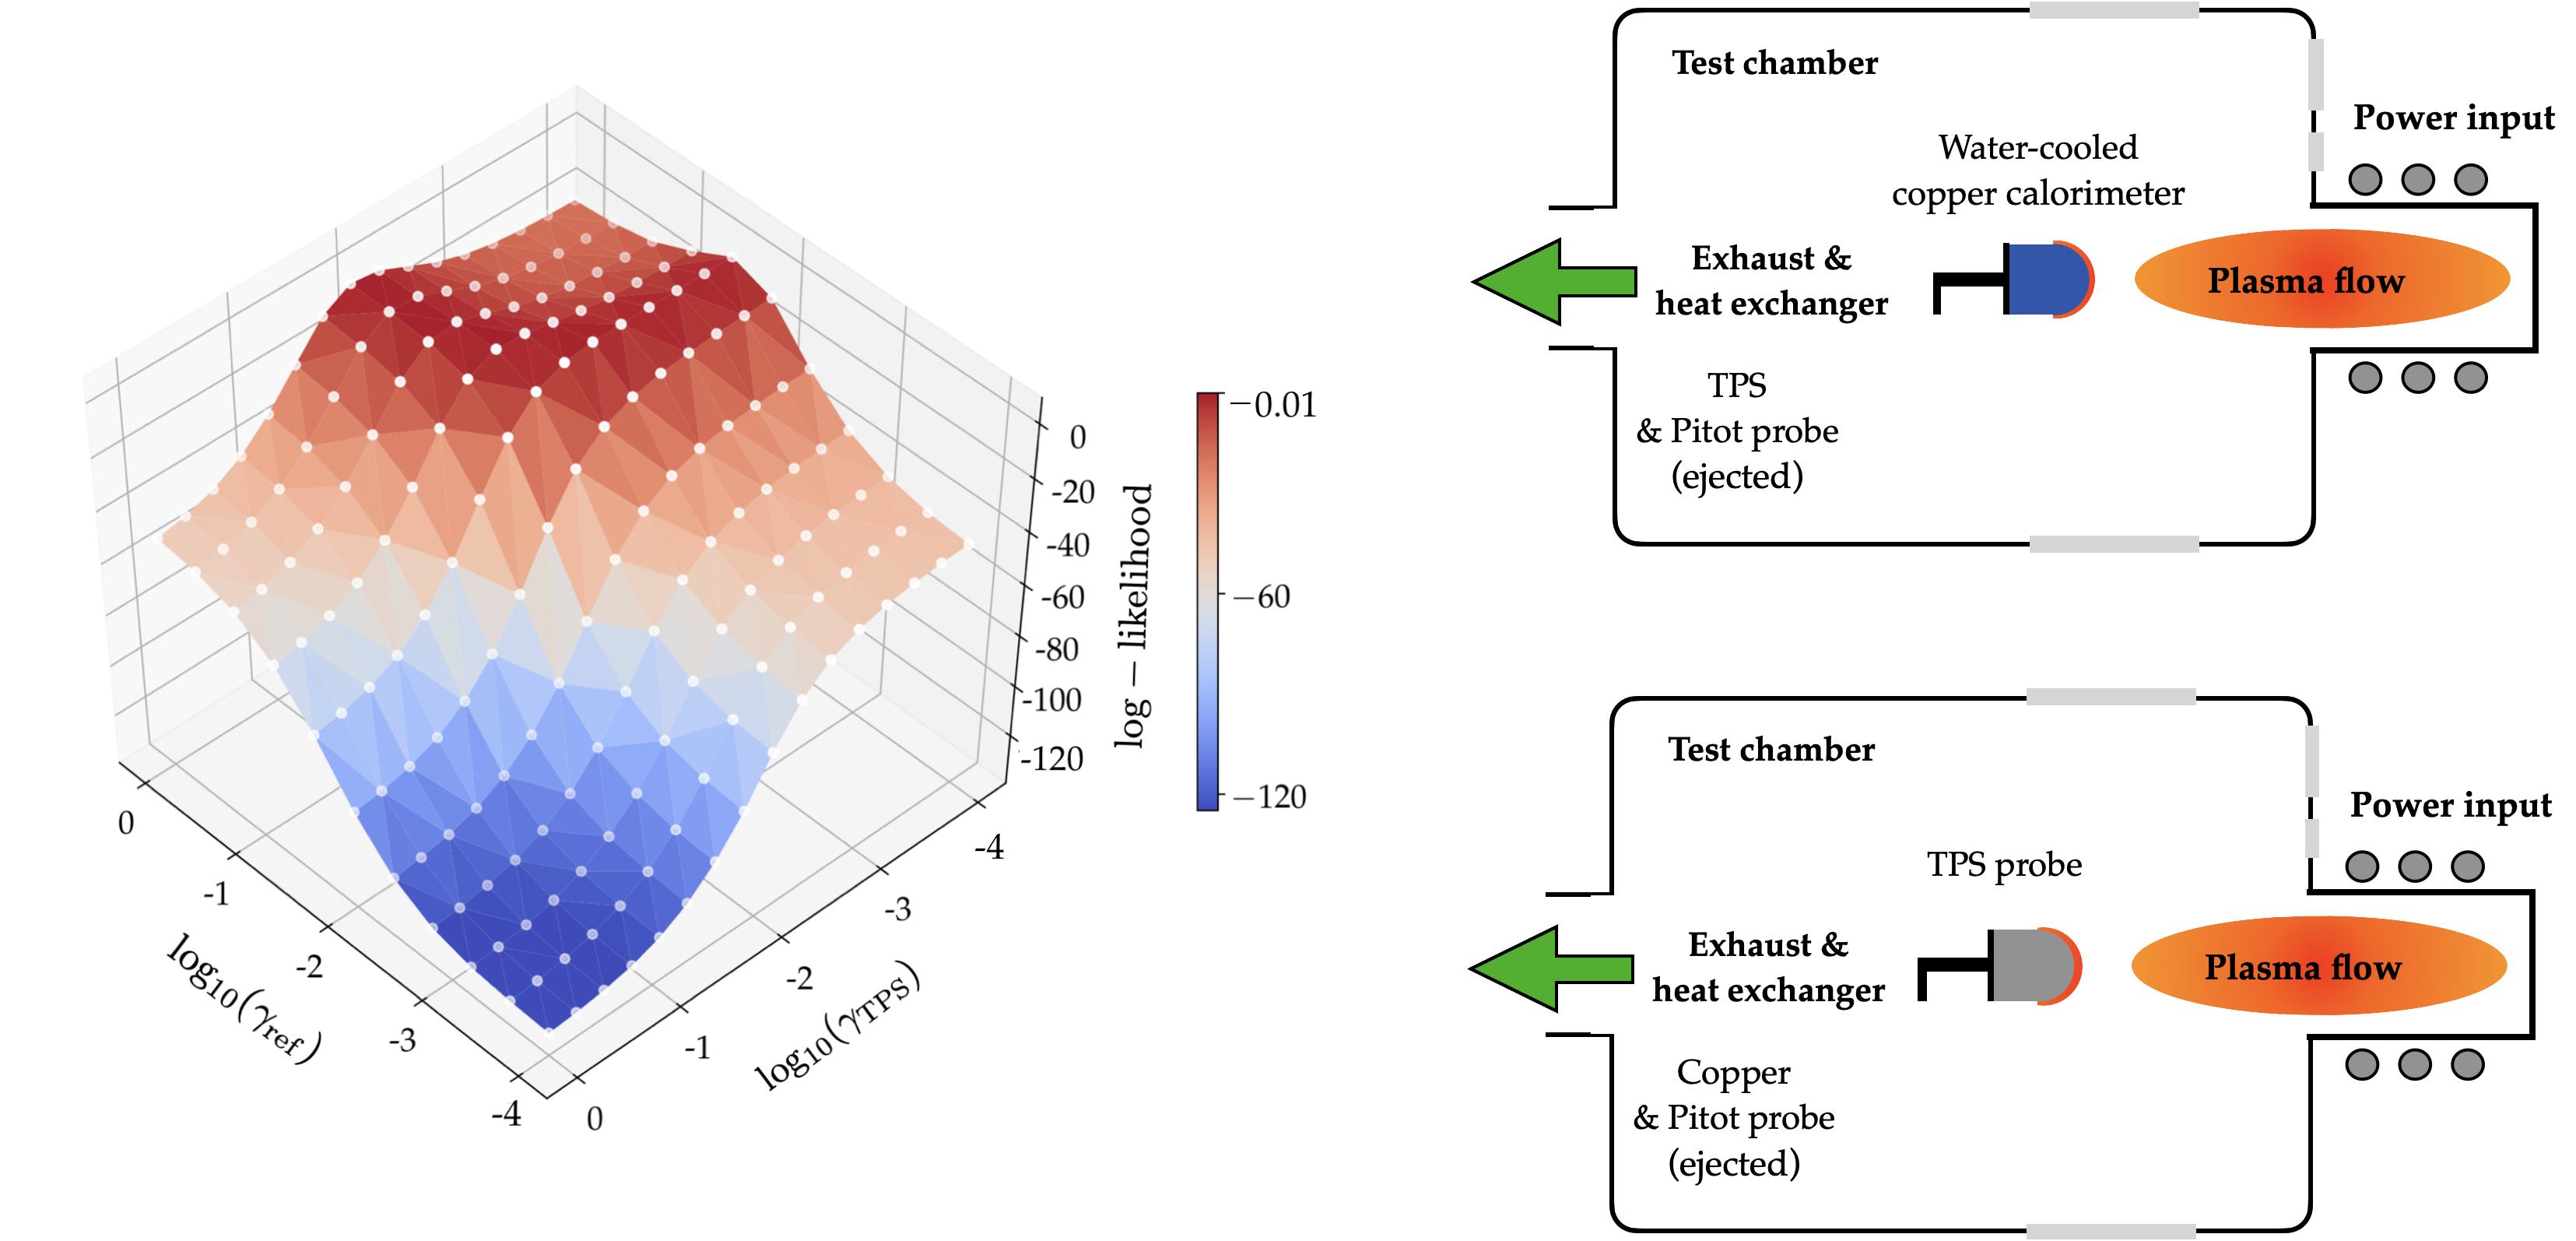 0
-20
-40
-60
-80
-100
-120
log − likelihood
0
-1
-2
-3
-4
log₁₀(γ_ref)
0
-1
-2
-3
-4
log₁₀(γ_TPS)
−0.01
−60
−120
Test chamber
Power input
Water-cooled
copper calorimeter
Exhaust &
heat exchanger
Plasma flow
TPS
& Pitot probe
(ejected)
Test chamber
Power input
TPS probe
Exhaust &
heat exchanger
Plasma flow
Copper
& Pitot probe
(ejected)